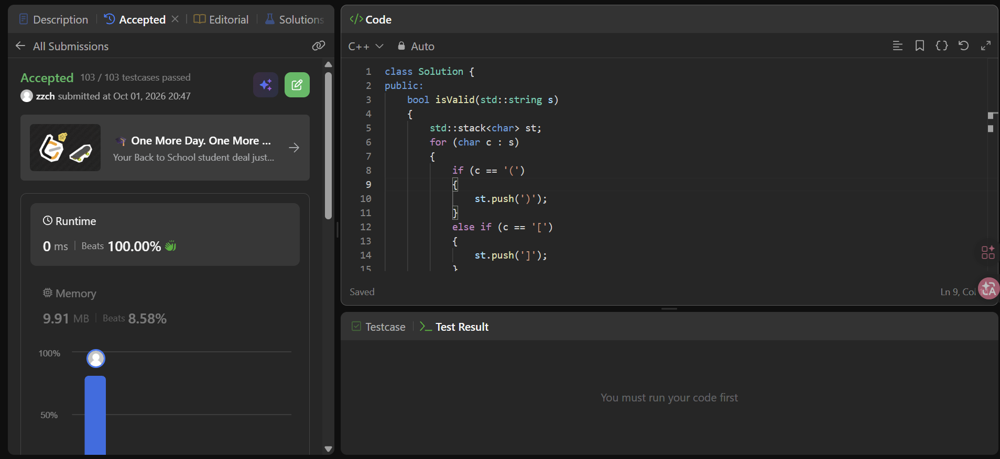 Description
Accepted
Editorial
Solutions
All Submissions
Accepted 103 / 103 testcases passed
zzch submitted at Oct 01, 2026 20:47
One More Day. One More ...
Your Back to School student deal just...
Runtime
0 ms Beats 100.00%
Memory
9.91 MB Beats 8.58%
100%
50%
</> Code
C++ Auto
1 class Solution {
2 public:
3 bool isValid(std::string s)
4 {
5 std::stack<char> st;
6 for (char c : s)
7 {
8 if (c == '(')
9 {
10 st.push(')');
11 }
12 else if (c == '[')
13 {
14 st.push(']');
15 }
Saved
Ln 9, Col
Testcase
Test Result
You must run your code first